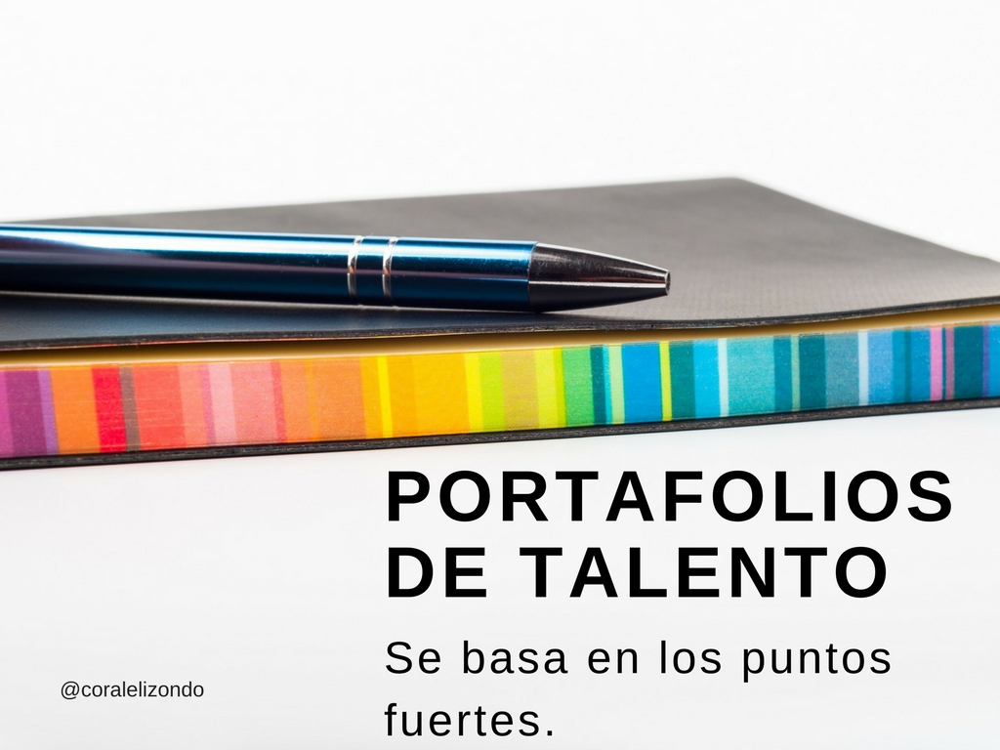 PORTAFOLIOS
DE TALENTO
Se basa en los puntos
fuertes.
@coralelizondo